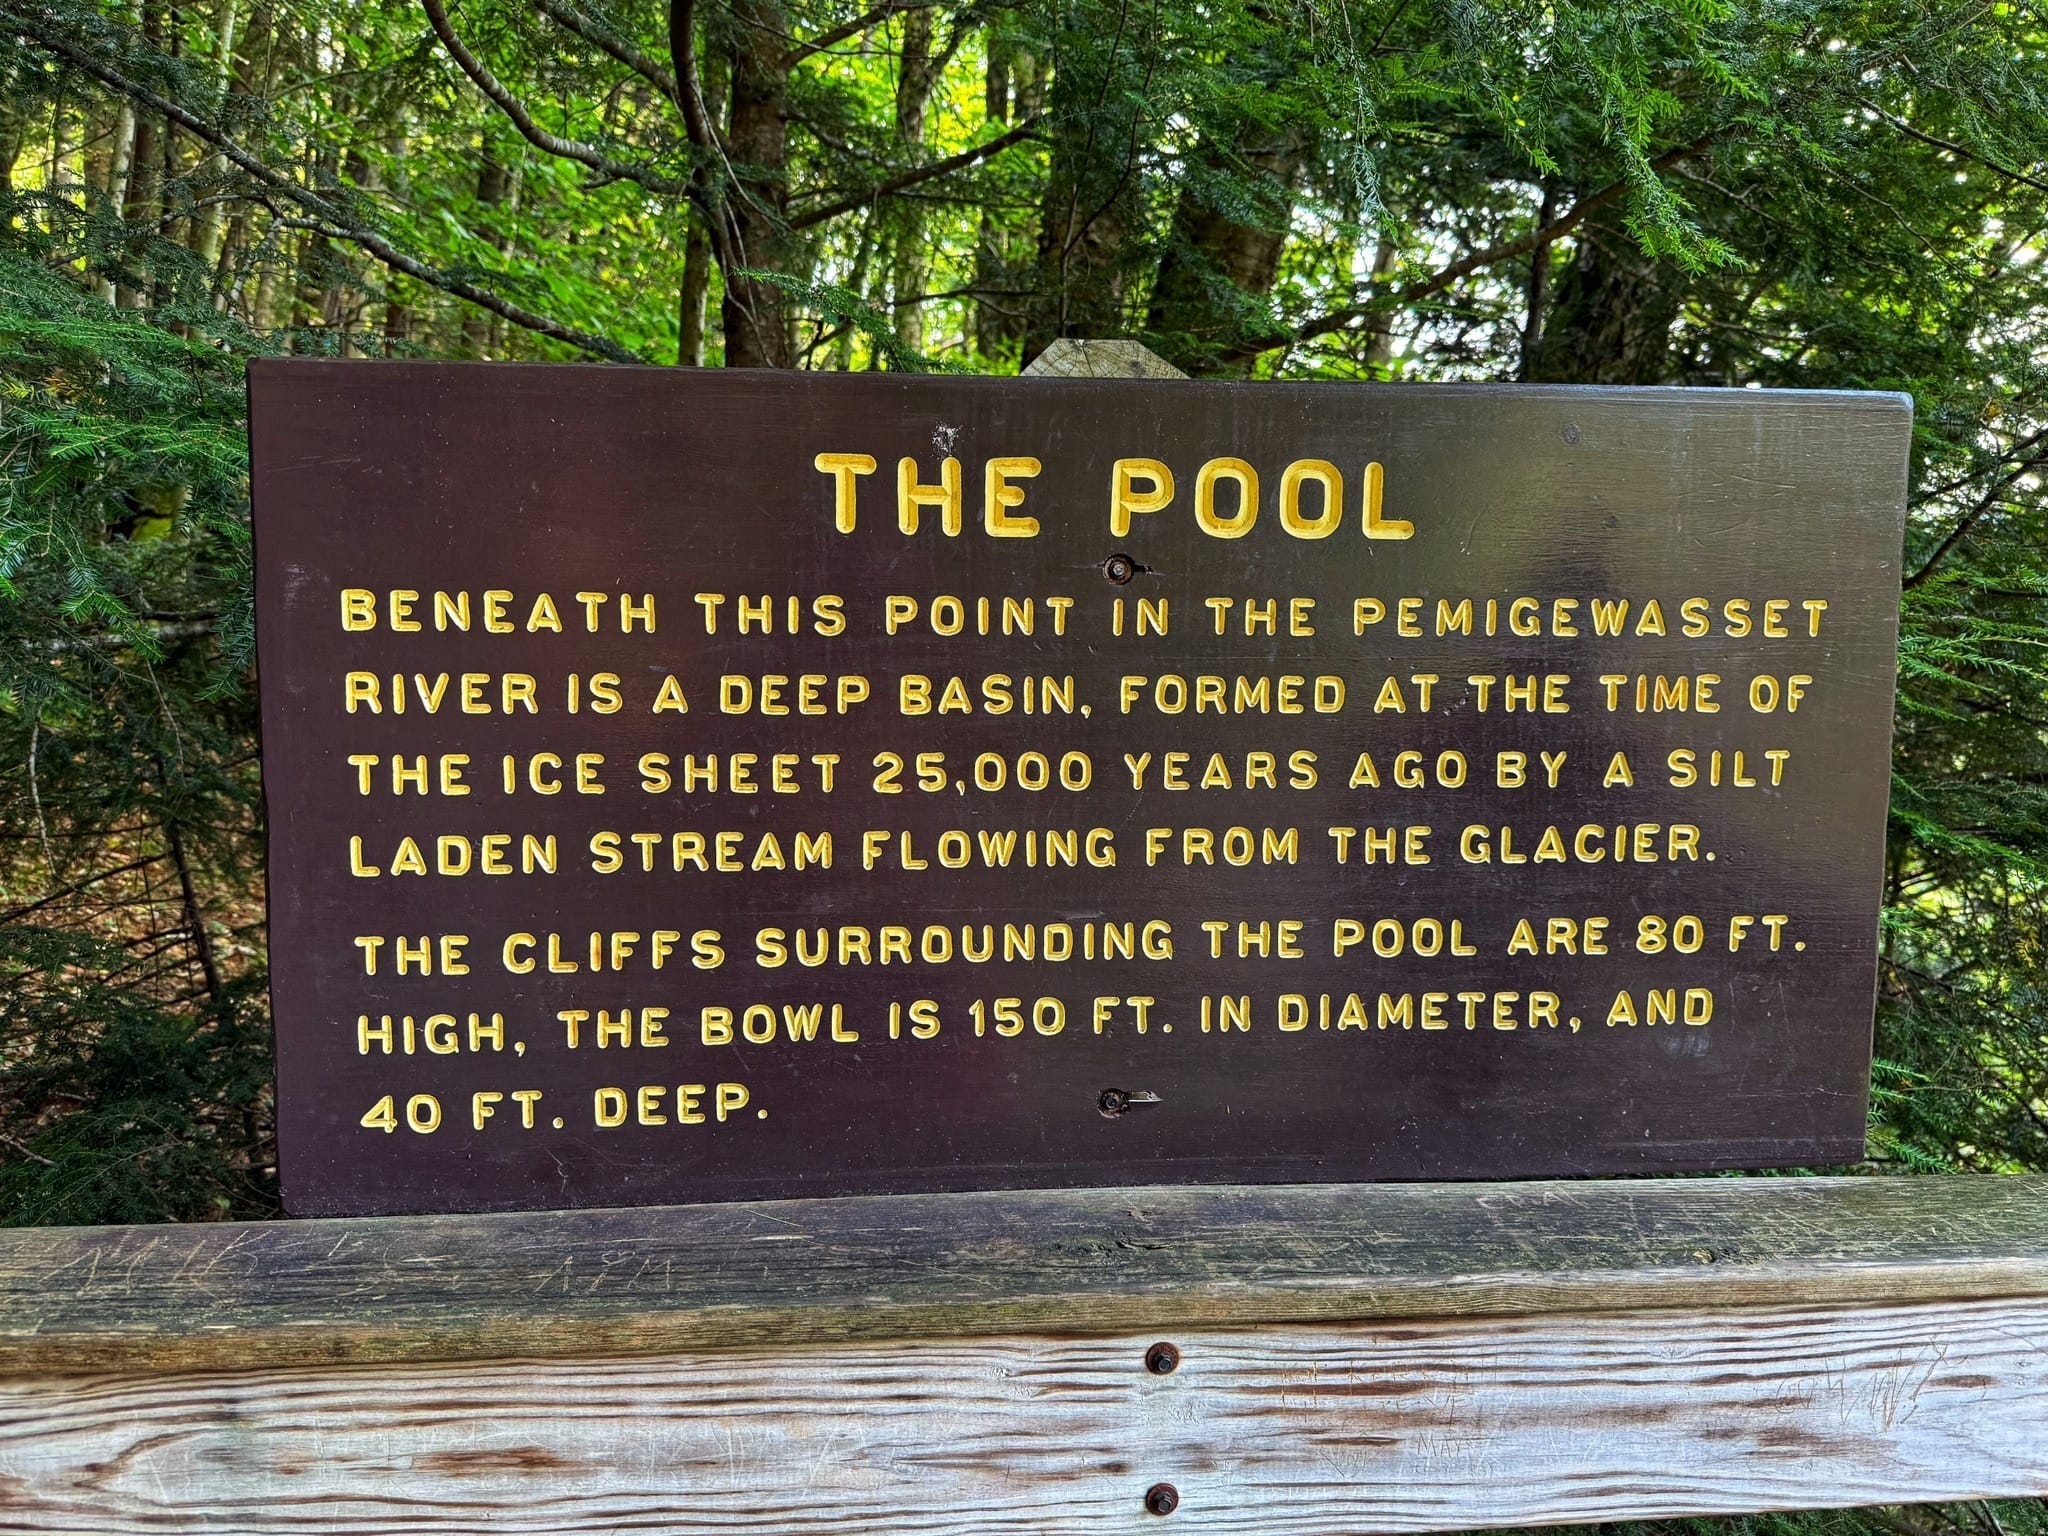 THE POOL
BENEATH THIS POINT IN THE PEMIGEWASSET
RIVER IS A DEEP BASIN, FORMED AT THE TIME OF
THE ICE SHEET 25,000 YEARS AGO BY A SILT
LADEN STREAM FLOWING FROM THE GLACIER.
THE CLIFFS SURROUNDING THE POOL ARE 80 FT.
HIGH, THE BOWL IS 150 FT. IN DIAMETER, AND
40 FT. DEEP.